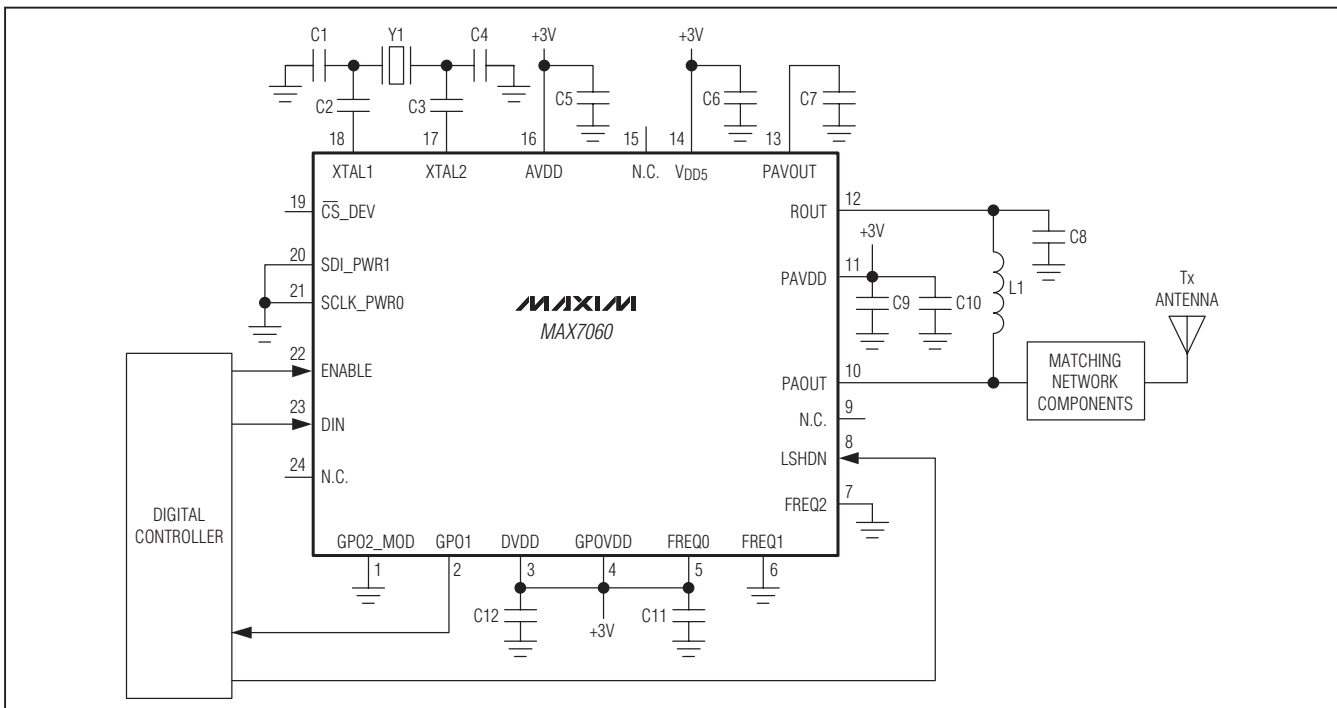 C1
Y1
C4
+3V
+3V
C2
C3
C5
C6
C7
18
17
16
15
14
13
XTAL1
XTAL2
AVDD
N.C.
VDD5
PAVOUT
19
CS_DEV
ROUT
12
C8
20
SDI_PWR1
+3V
PAVDD
11
21
SCLK_PWR0
C9
C10
L1
MAXIM
MAX7060
Tx
ANTENNA
22
ENABLE
PAOUT
10
MATCHING
NETWORK
COMPONENTS
23
DIN
N.C.
9
24
N.C.
LSHDN
8
DIGITAL
CONTROLLER
FREQ2
7
GPO2_MOD
GPO1
DVDD
GPOVDD
FREQ0
FREQ1
1
2
3
4
5
6
C12
+3V
C11